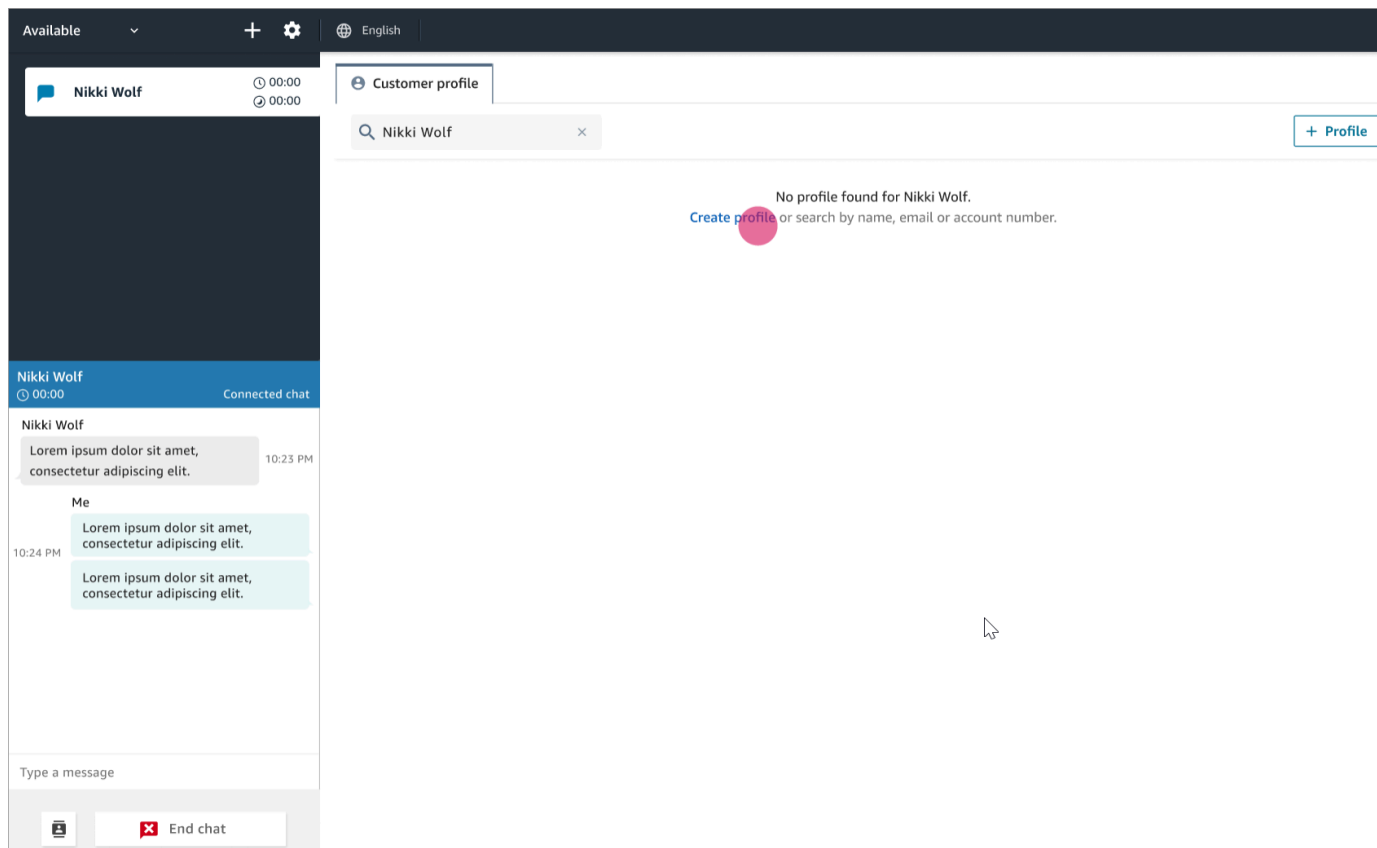 Available
English
Nikki Wolf
00:00
00:00
Customer profile
Nikki Wolf
+ Profile
No profile found for Nikki Wolf.
Create profile or search by name, email or account number.
Nikki Wolf
00:00
Connected chat
Nikki Wolf
Lorem ipsum dolor sit amet,
consectetur adipiscing elit.
10:23 PM
Me
Lorem ipsum dolor sit amet,
consectetur adipiscing elit.
10:24 PM
Lorem ipsum dolor sit amet,
consectetur adipiscing elit.
Type a message
End chat